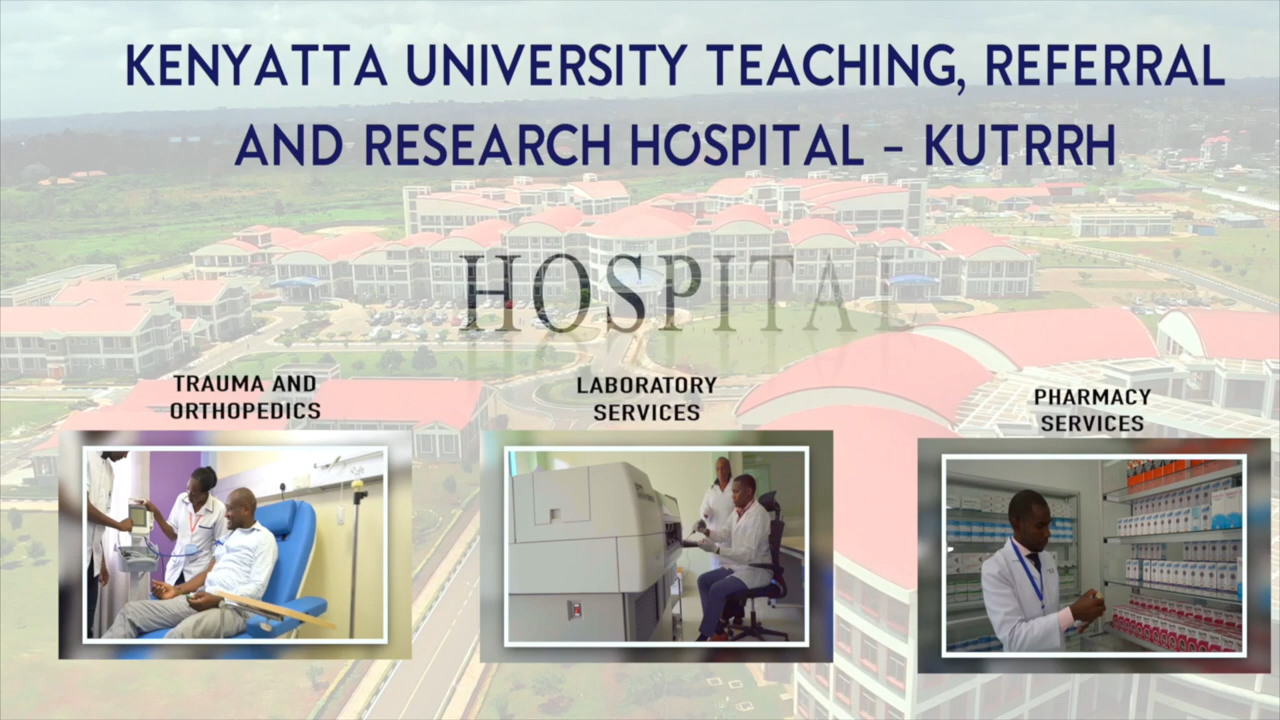 KENYATTA UNIVERSITY TEACHING, REFERRAL
AND RESEARCH HOSPITAL - KUTRRH
HOSPITAL
TRAUMA AND
ORTHOPEDICS
LABORATORY
SERVICES
PHARMACY
SERVICES